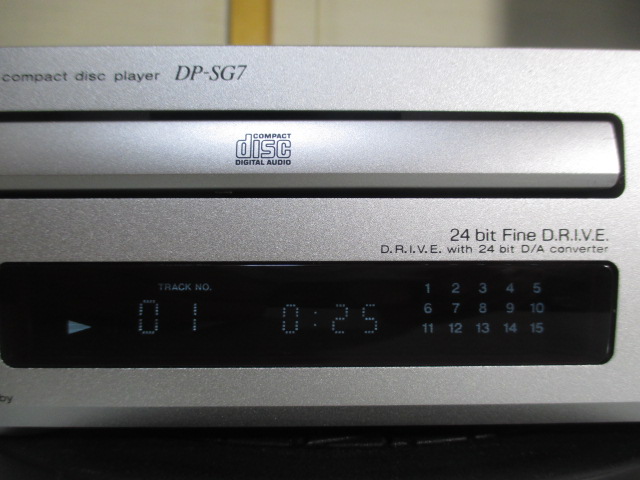 compact disc player DP-SG7
COMPACT
disc
DIGITAL AUDIO
24 bit Fine D.R.I.V.E.
D.R.I.V.E. with 24 bit D/A converter
TRACK NO.
01 0:25
1 2 3 4 5
6 7 8 9 10
11 12 13 14 15
by